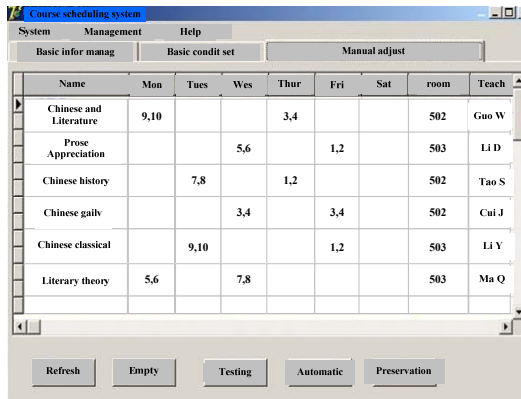 Course scheduling system
System Management Help
Basic infor manag Basic condit set Manual adjust
Name Mon Tues Wes Thur Fri Sat room Teach
Chinese and
Literature 9,10 3,4 502 Guo W
Prose
Appreciation 5,6 1,2 503 Li D
Chinese history 7,8 1,2 502 Tao S
Chinese gailv 3,4 3,4 502 Cui J
Chinese classical 9,10 1,2 503 Li Y
Literary theory 5,6 7,8 503 Ma Q
Refresh Empty Testing Automatic Preservation